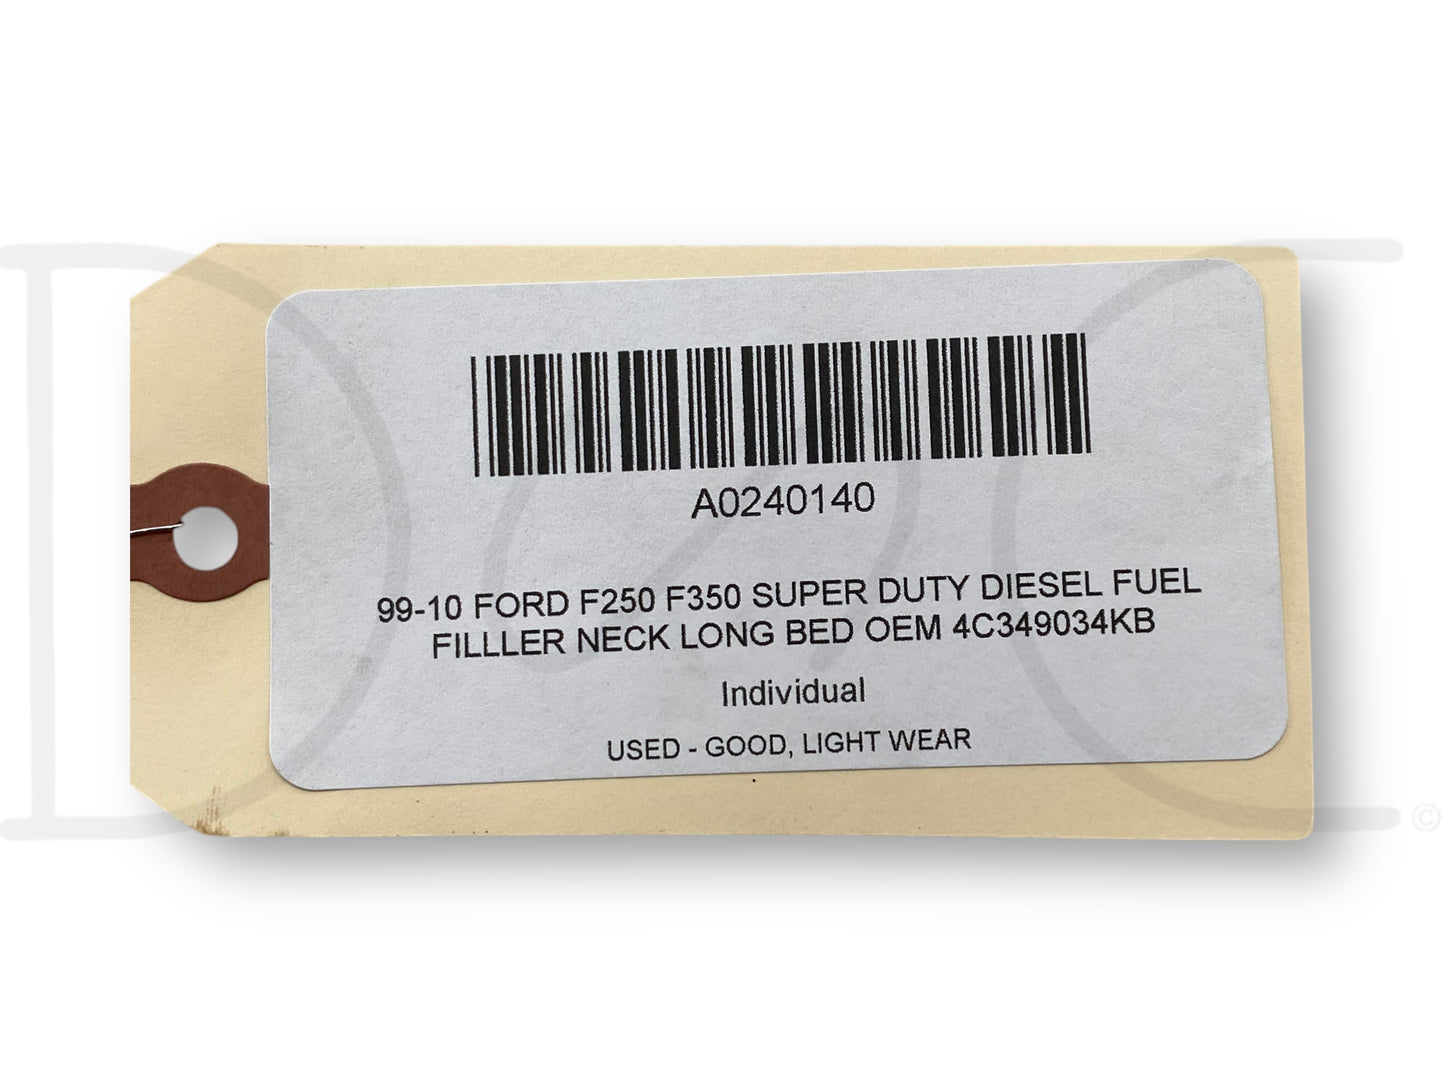 A0240140
99-10 FORD F250 F350 SUPER DUTY DIESEL FUEL
FILLLER NECK LONG BED OEM 4C349034KB
Individual
USED - GOOD, LIGHT WEAR
DC
©